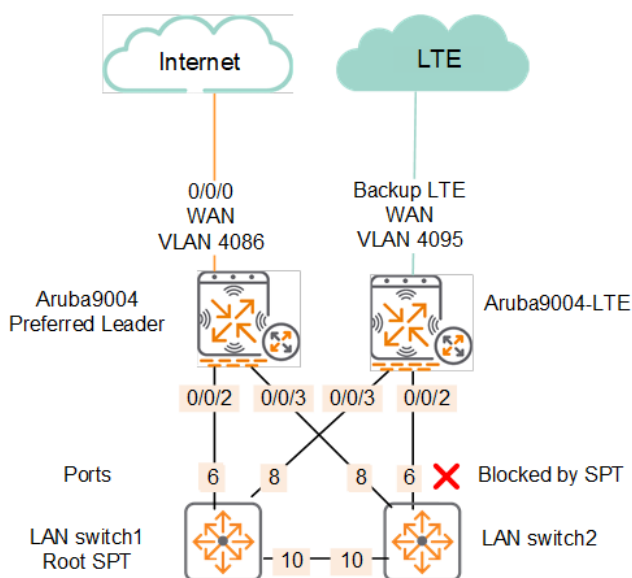 Internet
LTE
0/0/0
WAN
VLAN 4086
Backup LTE
WAN
VLAN 4095
Aruba9004
Preferred Leader
Aruba9004-LTE
0/0/2
0/0/3
0/0/3
0/0/2
Ports
6
8
8
6
Blocked by SPT
LAN switch1
Root SPT
10
10
LAN switch2